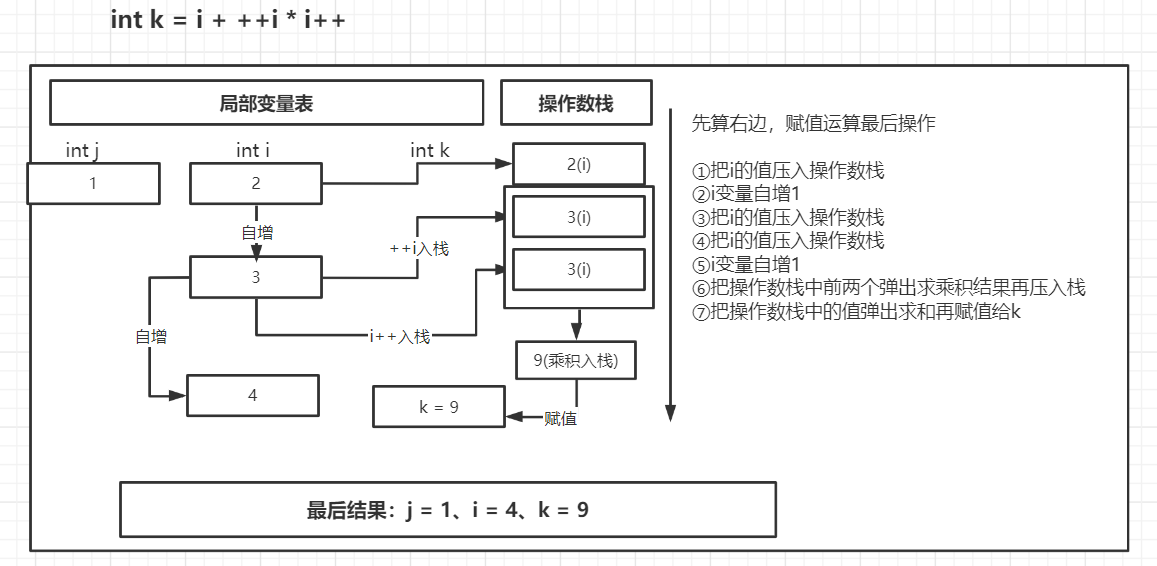 int k = i + ++i * i++
局部变量表
操作数栈
int j
int i
int k
1
2
2(i)
自增
3(i)
++i入栈
3
3(i)
自增
i++入栈
9(乘积入栈)
4
k = 9
赋值
先算右边，赋值运算最后操作
①把i的值压入操作数栈
②i变量自增1
③把i的值压入操作数栈
④把i的值压入操作数栈
⑤i变量自增1
⑥把操作数栈中前两个弹出求乘积结果再压入栈
⑦把操作数栈中的值弹出求和再赋值给k
最后结果：j = 1、i = 4、k = 9